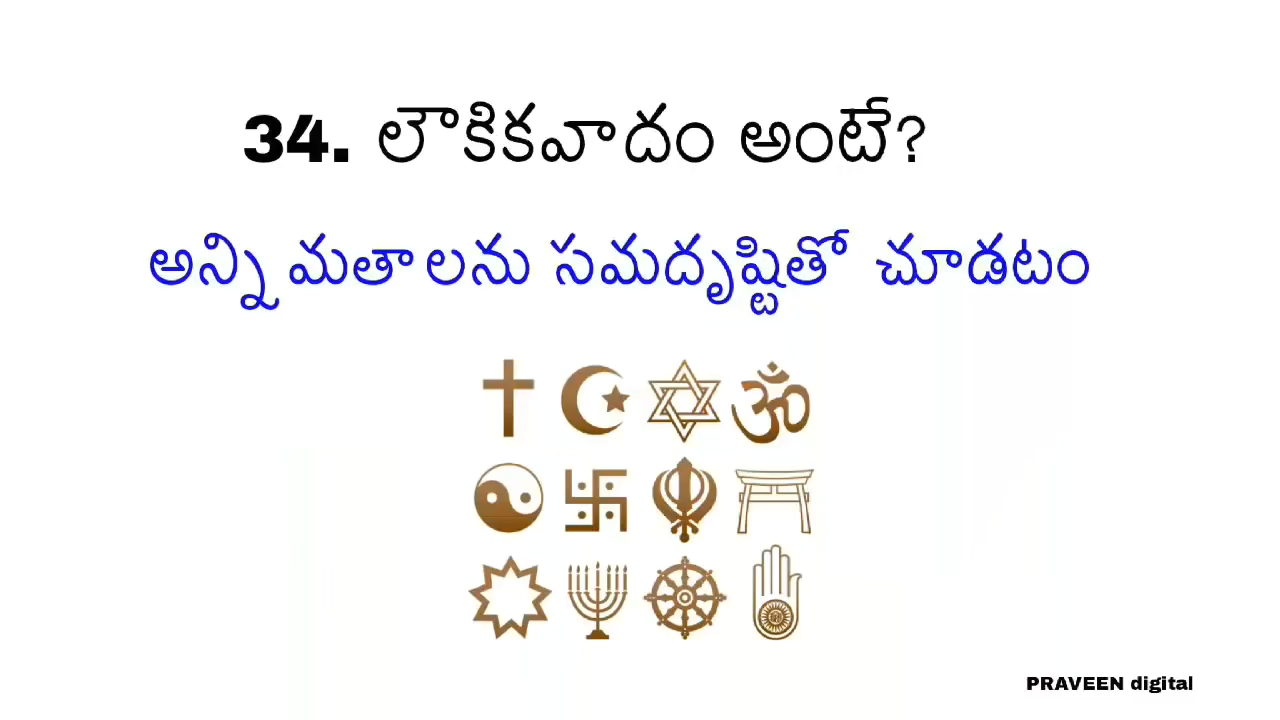 34. లౌకికవాదం అంటే?
అన్ని మతాలను సమదృష్టితో చూడటం
PRAVEEN digital